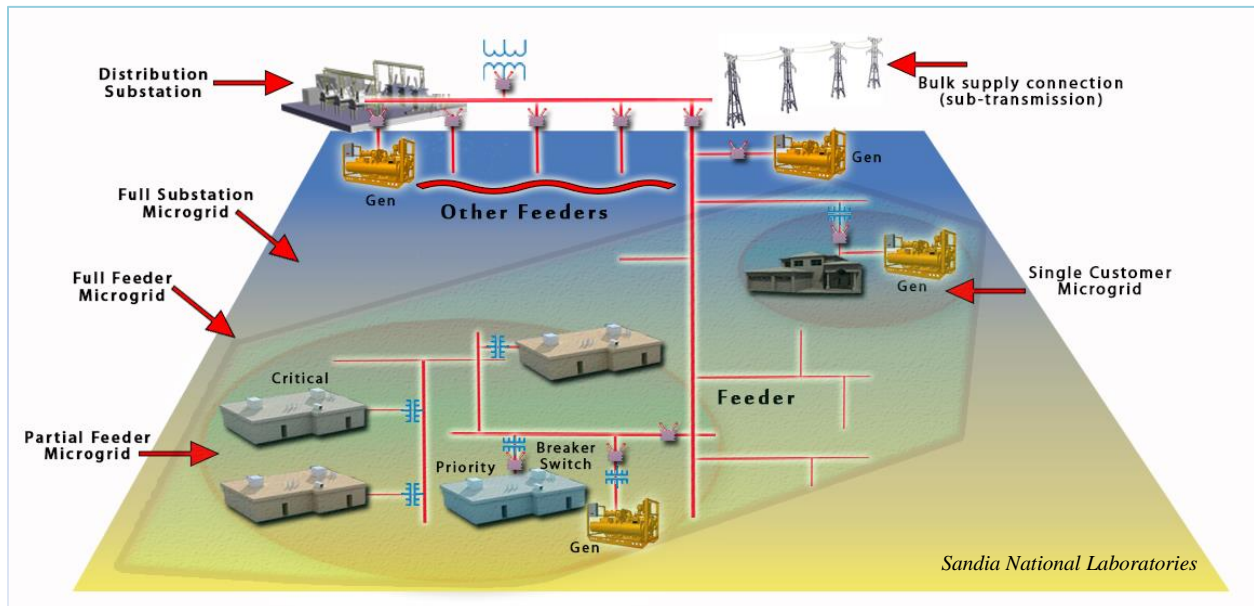 Distribution
Substation
Bulk supply connection
(sub-transmission)
Gen
Gen
Full Substation
Microgrid
Other Feeders
Full Feeder
Microgrid
Gen
Single Customer
Microgrid
Critical
Feeder
Partial Feeder
Microgrid
Priority
Breaker
Switch
Gen
Sandia National Laboratories